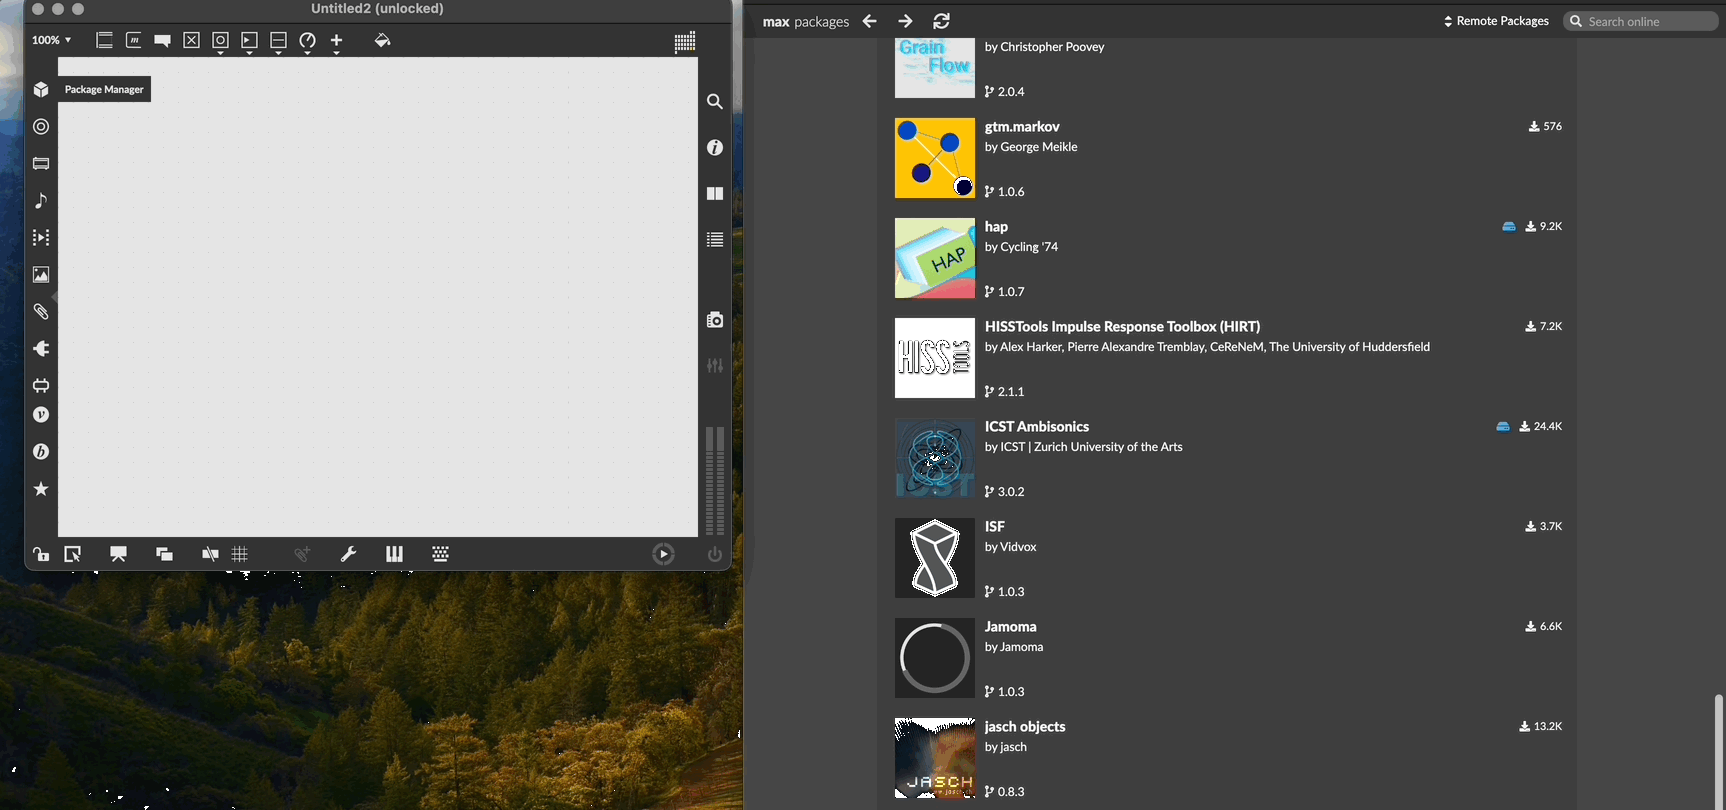 Untitled2 (unlocked)
100%
Package Manager
max packages
Remote Packages
Search online
Grain
Flow
by Christopher Poovey
2.0.4
gtm.markov
576
by George Meikle
1.0.6
hap
9.2K
by Cycling '74
HAP
1.0.7
HISSTools Impulse Response Toolbox (HIRT)
7.2K
by Alex Harker, Pierre Alexandre Tremblay, CeReNeM, The University of Huddersfield
HISS
TOOLS
2.1.1
ICST Ambisonics
24.4K
by ICST | Zurich University of the Arts
ICST
3.0.2
ISF
3.7K
by Vidvox
1.0.3
Jamoma
6.6K
by Jamoma
1.0.3
jasch objects
13.2K
by jasch
JASCH
0.8.3